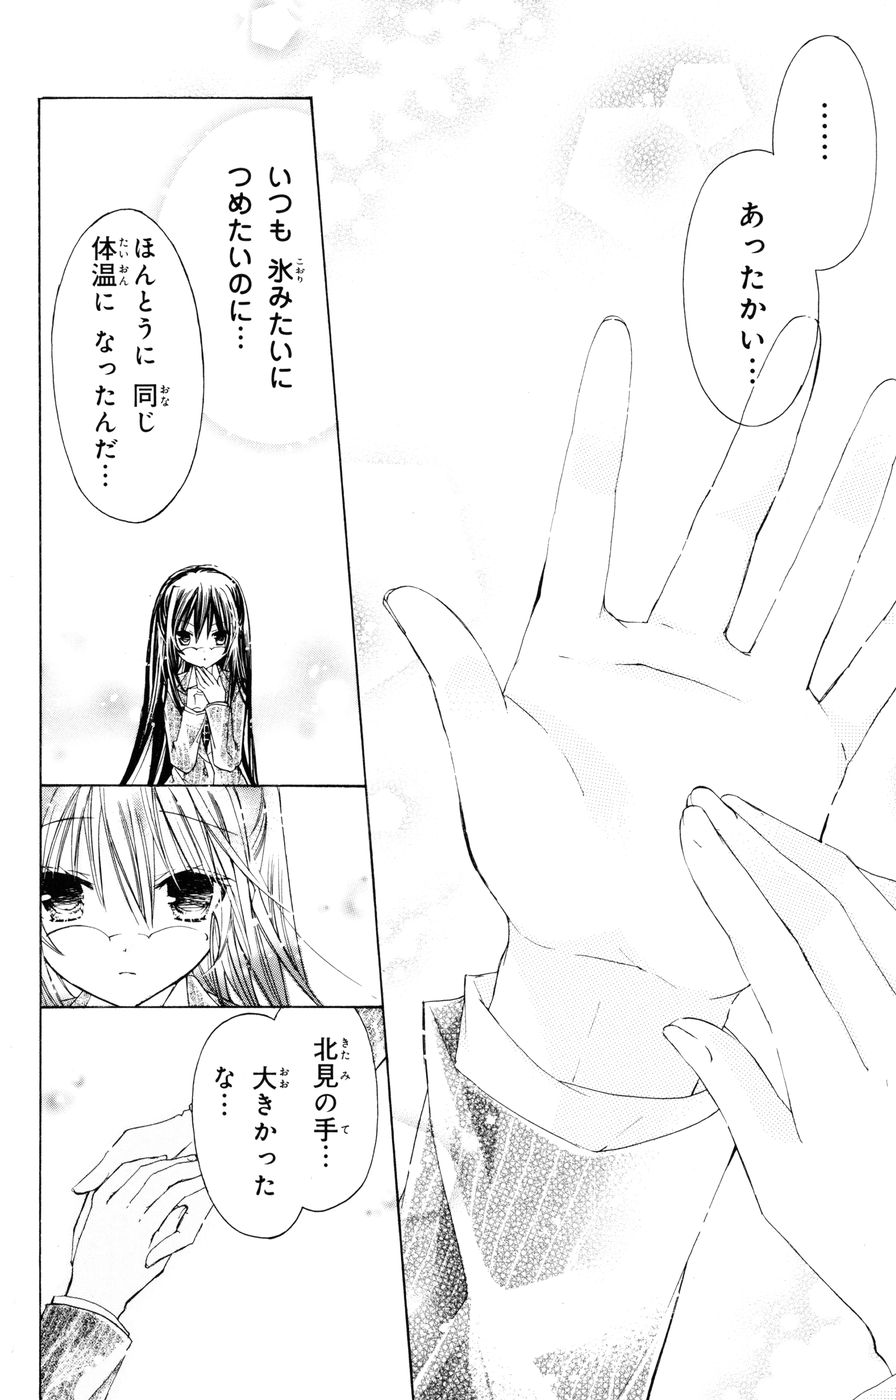 ……
あったかい…
いつも 氷みたいに
つめたいのに…
ほんとうに 同じ
体温に なったんだ…
北見の手…
大きかった
な…